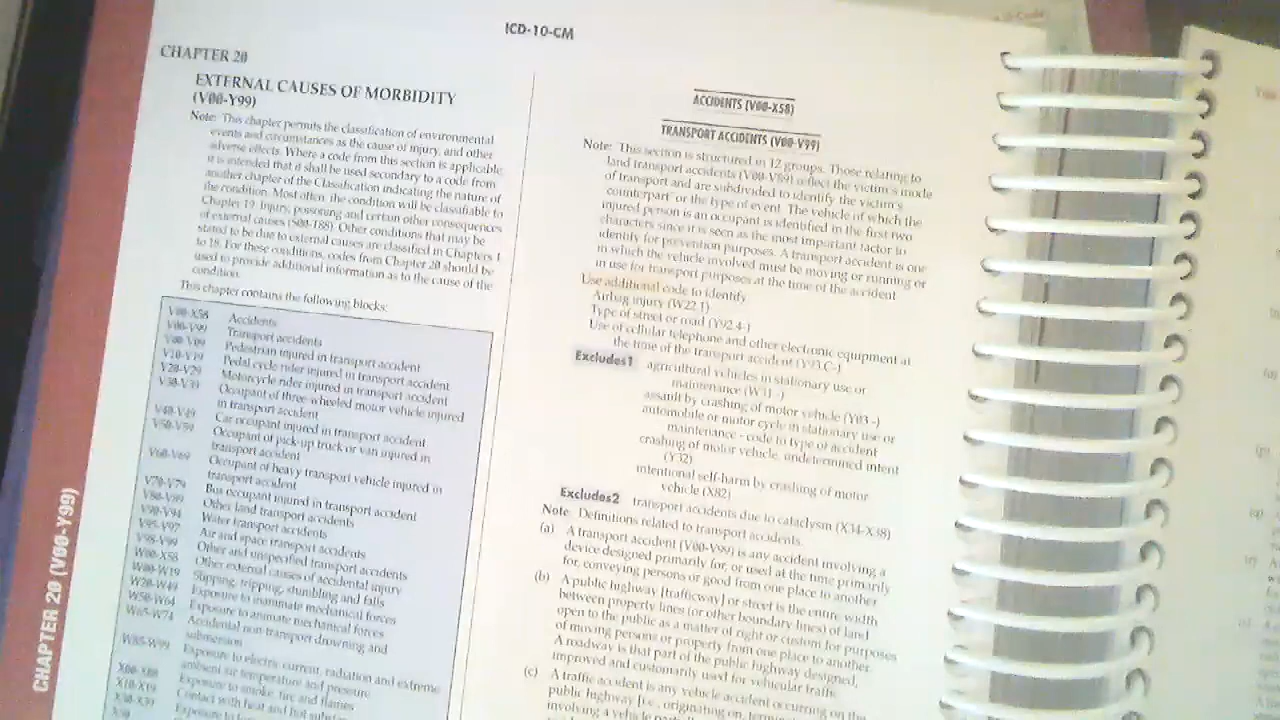 ICD-10-CM
CHAPTER 20
EXTERNAL CAUSES OF MORBIDITY
(V00-Y99)
Note: This chapter permits the classification of environmental
events and circumstances as the cause of injury, and other
adverse effects. Where a code from this section is applicable,
it is intended that it shall be used secondary to a code from
another chapter of the Classification indicating the nature of
the condition. Most often, the condition will be classifiable to
Chapter 19, Injury, poisoning and certain other consequences
of external causes (S00-T88). Other conditions that may be
stated to be due to external causes are classified in Chapters I
to 18. For these conditions, codes from Chapter 20 should be
used to provide additional information as to the cause of the
condition.
This chapter contains the following blocks:
V00-X58 Accidents
V00-V99 Transport accidents
V00-V09 Pedestrian injured in transport accident
V10-V19 Pedal cycle rider injured in transport accident
V20-V29 Motorcycle rider injured in transport accident
V30-V39 Occupant of three-wheeled motor vehicle injured
in transport accident
V40-V49 Car occupant injured in transport accident
V50-V59 Occupant of pick-up truck or van injured in
transport accident
V60-V69 Occupant of heavy transport vehicle injured in
transport accident
V70-V79 Bus occupant injured in transport accident
V80-V89 Other land transport accidents
V90-V94 Water transport accidents
V95-V97 Air and space transport accidents
V98-V99 Other and unspecified transport accidents
W00-X58 Other external causes of accidental injury
W00-W19 Slipping, tripping, stumbling and falls
W20-W49 Exposure to inanimate mechanical forces
W50-W64 Exposure to animate mechanical forces
W65-W74 Accidental non-transport drowning and
submersion
W85-W99 Exposure to electric current, radiation and extreme
ambient air temperature and pressure
X00-X08 Exposure to smoke, fire and flames
X10-X19 Contact with heat and hot
X30-X39 Exposure to
X58
CHAPTER 20 (V00-Y99)
ACCIDENTS (V00-X58)
TRANSPORT ACCIDENTS (V00-V99)
Note: This section is structured in 12 groups. Those relating to
land transport accidents (V00-V89) reflect the victim's mode
of transport and are subdivided to identify the victim's
'counterpart' or the type of event. The vehicle of which the
injured person is an occupant is identified in the first two
characters since it is seen as the most important factor to
identify for prevention purposes. A transport accident is one
in which the vehicle involved must be moving or running or
in use for transport purposes at the time of the accident.
Use additional code to identify:
Airbag injury (W22.1)
Type of street or road (Y92.4-)
Use of cellular telephone and other electronic equipment at
the time of the transport accident (Y93.C-)
Excludes1 agricultural vehicles in stationary use or
maintenance (W31.-)
assault by crashing of motor vehicle (Y03.-)
automobile or motor cycle in stationary use or
maintenance - code to type of accident
crashing of motor vehicle, undetermined intent
(Y32)
intentional self-harm by crashing of motor
vehicle (X82)
Excludes2 transport accidents due to cataclysm (X34-X38)
Note: Definitions related to transport accidents:
(a) A transport accident (V00-V99) is any accident involving a
device designed primarily for, or used at the time primarily
for, conveying persons or good from one place to another.
(b) A public highway [trafficway] or street is the entire width
between property lines (or other boundary lines) of land
open to the public as a matter of right or custom for purposes
of moving persons or property from one place to another.
A roadway is that part of the public highway designed,
improved and customarily used for vehicular traffic.
(c) A traffic accident is any vehicle accident occurring on the
public highway [i.e., originating on,
involving a vehicle